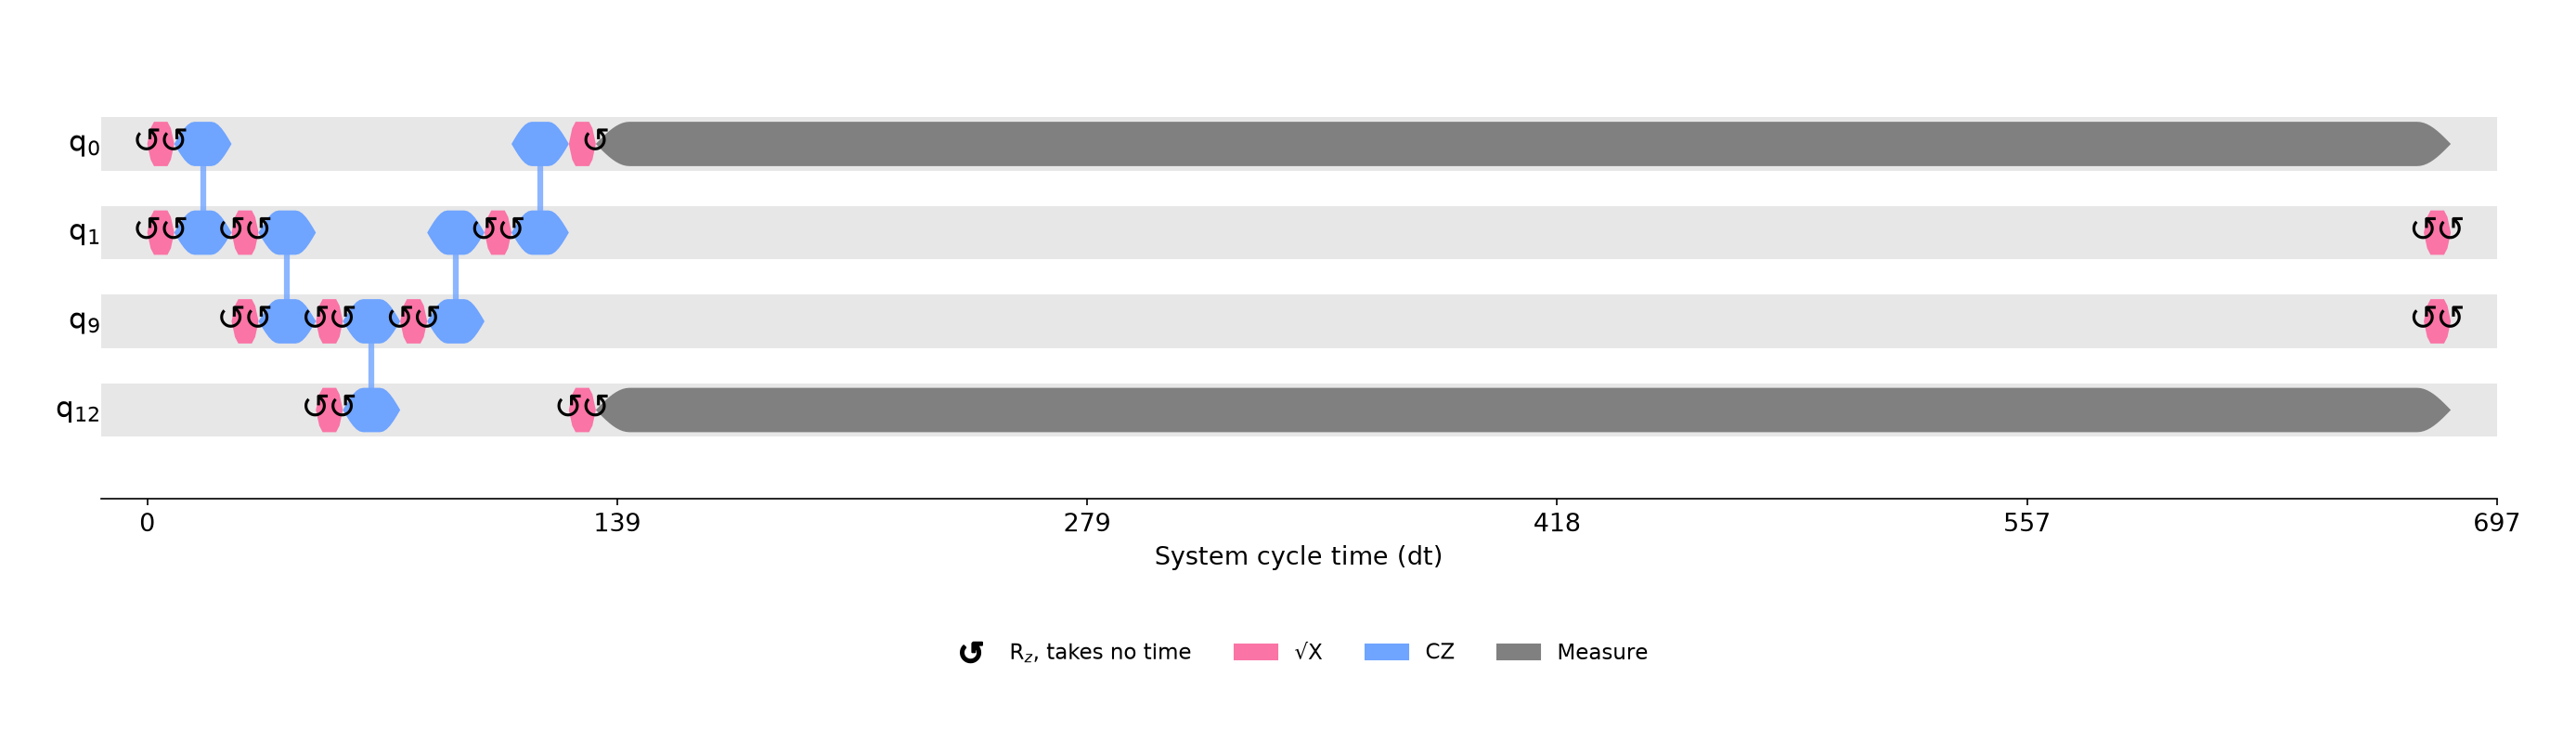 q0
q1
q9
q12
0 139 279 418 557 697
System cycle time (dt)
↺ Rz, takes no time √X CZ Measure